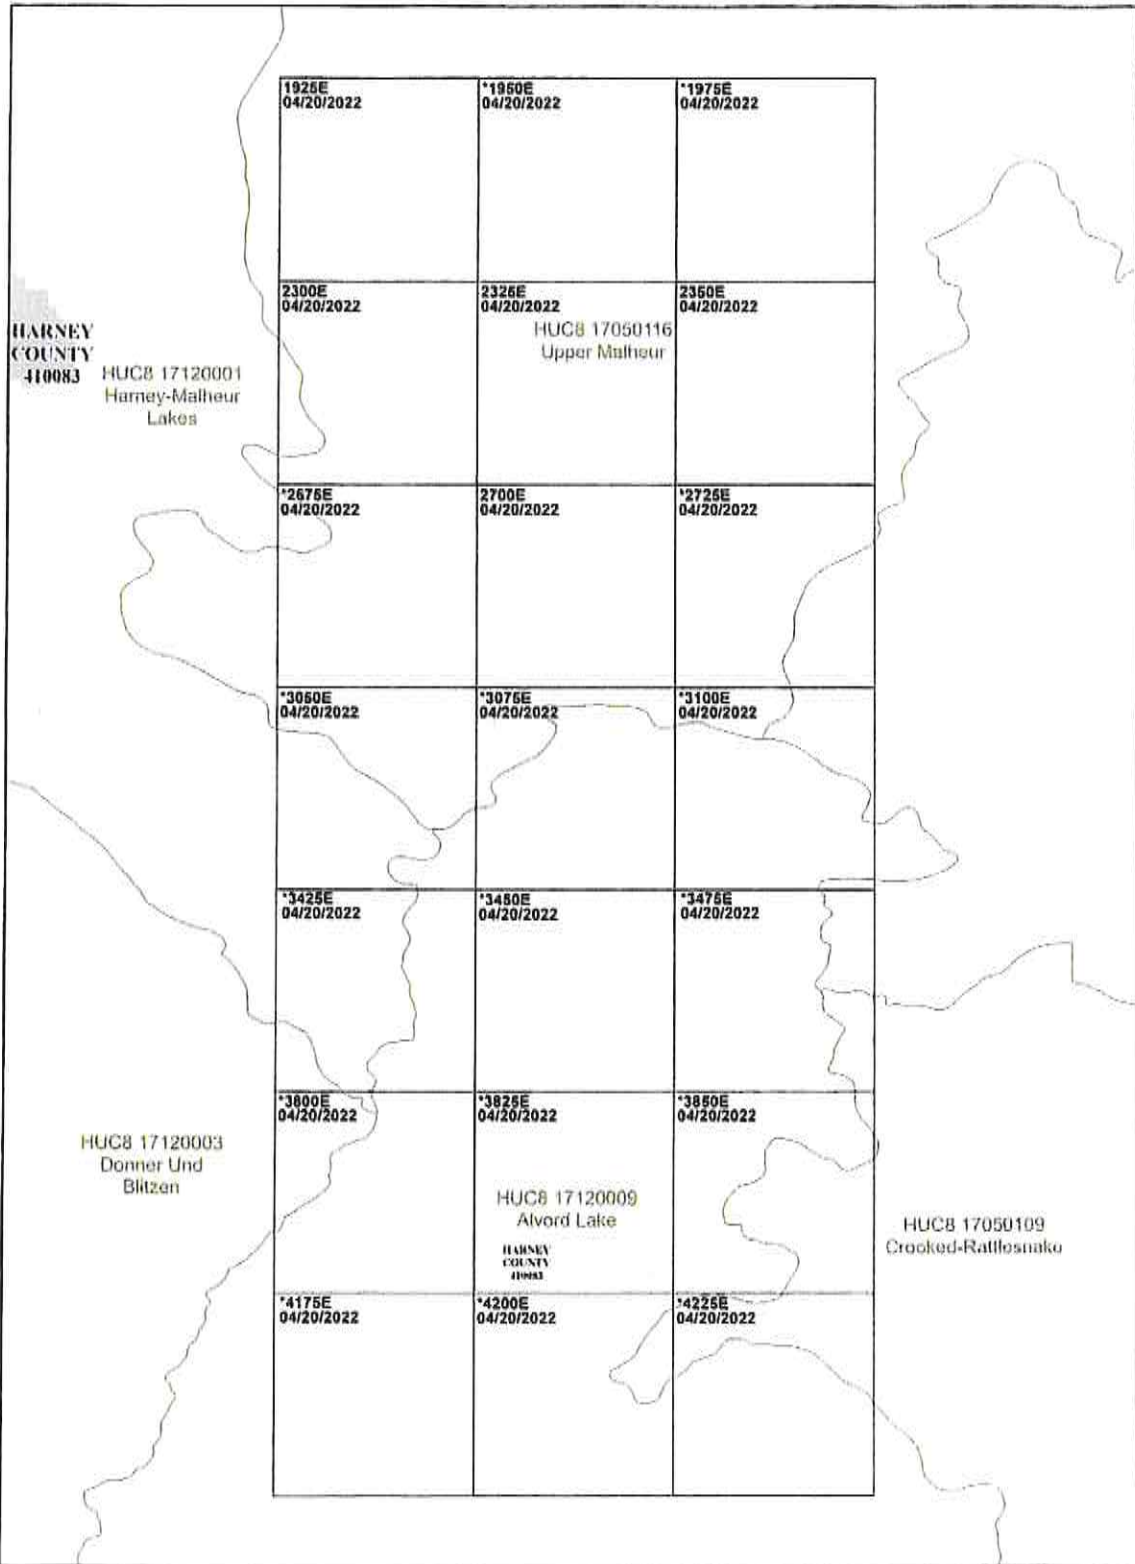 1925E
04/20/2022
*1950E
04/20/2022
*1975E
04/20/2022
2300E
04/20/2022
2325E
04/20/2022
2350E
04/20/2022
HUC8 17050116
Upper Malheur
HARNEY
COUNTY
410083
HUC8 17120001
Harney-Malheur
Lakes
*2675E
04/20/2022
2700E
04/20/2022
*2725E
04/20/2022
*3050E
04/20/2022
*3075E
04/20/2022
*3100E
04/20/2022
*3425E
04/20/2022
*3450E
04/20/2022
*3475E
04/20/2022
*3800E
04/20/2022
*3825E
04/20/2022
*3850E
04/20/2022
HUC8 17120003
Donner Und
Blitzen
HUC8 17120009
Alvord Lake
HARNEY
COUNTY
410083
HUC8 17050109
Crooked-Rattlesnake
*4175E
04/20/2022
*4200E
04/20/2022
*4225E
04/20/2022